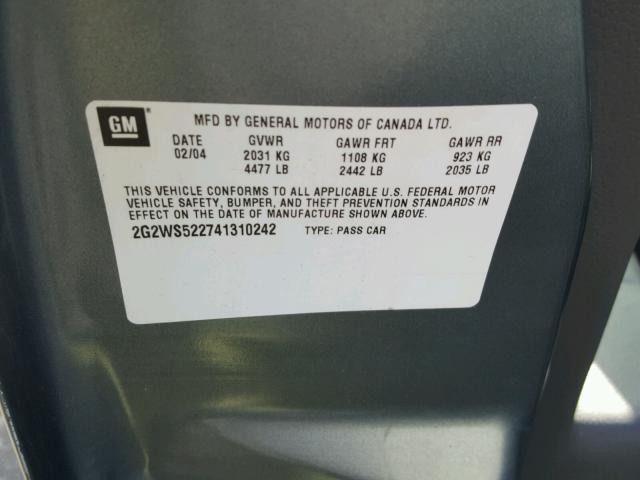 GM
MFD BY GENERAL MOTORS OF CANADA LTD.
DATE GVWR GAWR FRT GAWR RR
02/04 2031 KG 1108 KG 923 KG
4477 LB 2442 LB 2035 LB
THIS VEHICLE CONFORMS TO ALL APPLICABLE U.S. FEDERAL MOTOR
VEHICLE SAFETY, BUMPER, AND THEFT PREVENTION STANDARDS IN
EFFECT ON THE DATE OF MANUFACTURE SHOWN ABOVE.
2G2WS522741310242 TYPE: PASS CAR